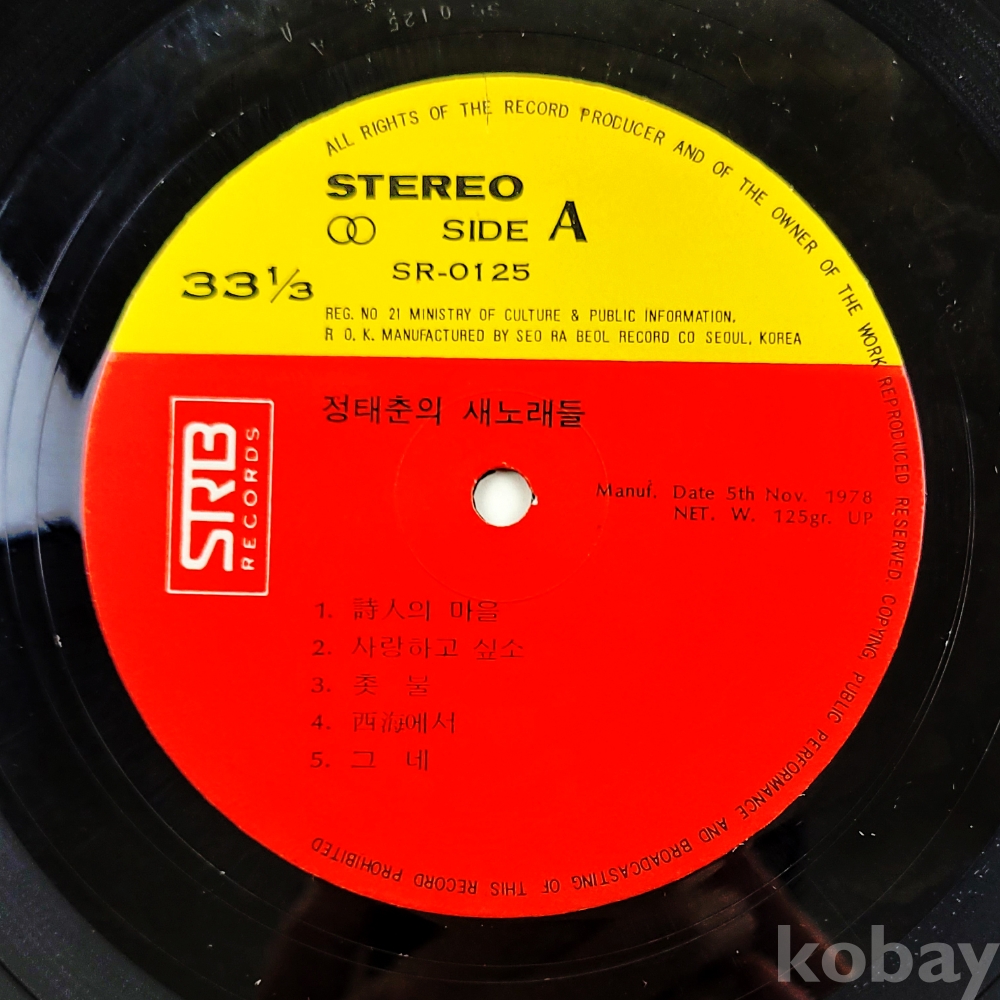 SR 0125
ALL RIGHTS OF THE RECORD PRODUCER AND OF THE OWNER OF THE WORK REPRODUCED RESERVED. COPYING, PUBLIC PERFORMANCE AND BROADCASTING OF THIS RECORD PROHIBITED
STEREO
SIDE A
SR-0125
33 1/3
REG. NO 21 MINISTRY OF CULTURE & PUBLIC INFORMATION,
R O. K. MANUFACTURED BY SEO RA BEOL RECORD CO SEOUL, KOREA
정태춘의 새노래들
SRB
RECORDS
Manuf. Date 5th Nov. 1978
NET. W. 125gr. UP
1. 詩人의 마을
2. 사랑하고 싶소
3. 촛 불
4. 西海에서
5. 그 네
kobay